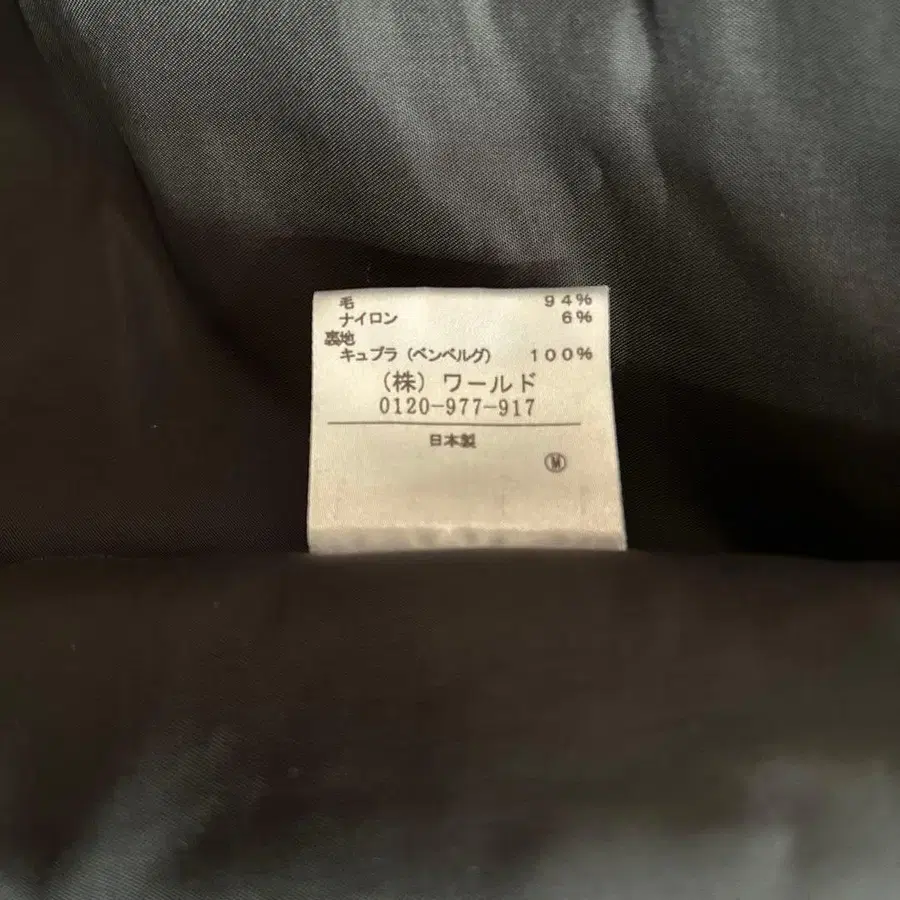 毛 94%
ナイロン 6%
裏地
キュプラ(ベンベルグ) 100%
(株)ワールド
0120-977-917
日本製
Ⓜ